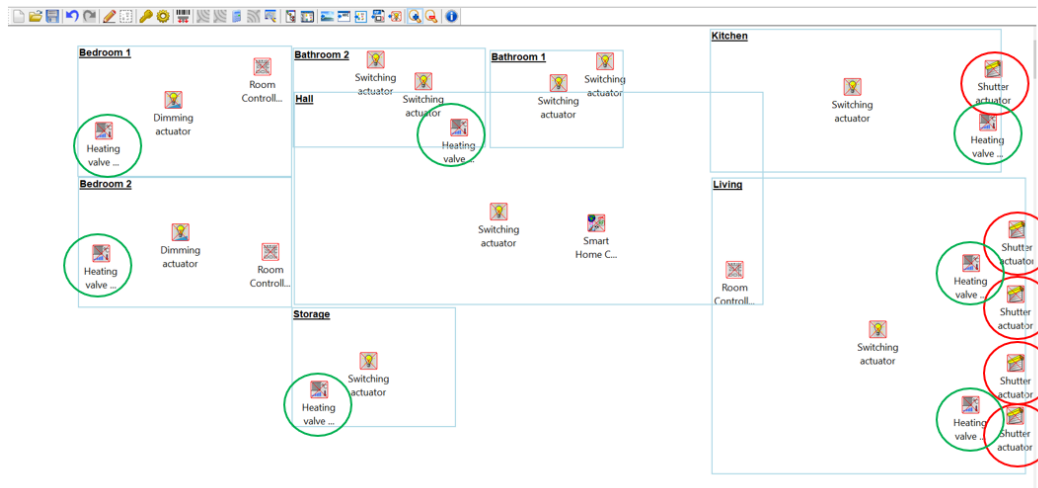 Kitchen
Bedroom 1
Bathroom 2
Bathroom 1
Switching
actuator
Switching
actuator
Room
Controll...
Shutter
actuator
Switching
actuator
Switching
actuator
Switching
actuator
Hall
Dimming
actuator
Heating
valve ...
Heating
valve ...
Heating
valve ...
Bedroom 2
Living
Switching
actuator
Smart
Home C...
Dimming
actuator
Shutter
actuator
Heating
valve ...
Room
Controll...
Heating
valve ...
Room
Controll...
Shutter
actuator
Storage
Switching
actuator
Switching
actuator
Shutter
actuator
Heating
valve ...
Heating
valve ...
Shutter
actuator